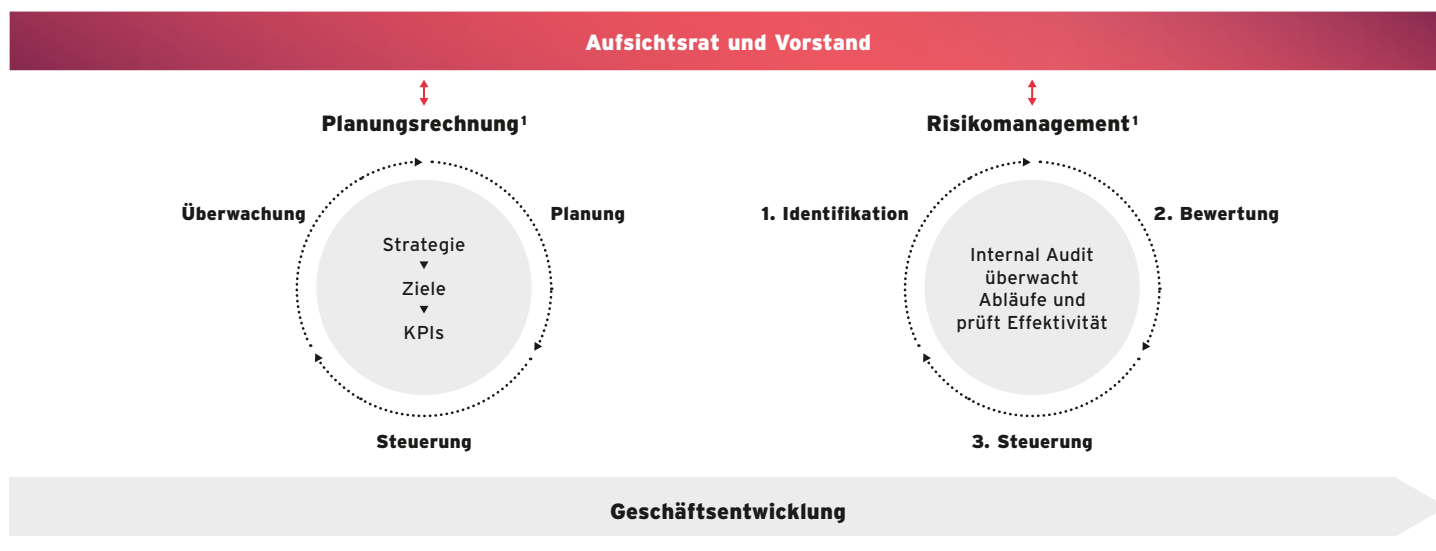 Aufsichtsrat und Vorstand
Planungsrechnung¹
Überwachung
Planung
Strategie
Ziele
KPIs
Steuerung
Risikomanagement¹
1. Identifikation
2. Bewertung
Internal Audit
überwacht
Abläufe und
prüft Effektivität
3. Steuerung
Geschäftsentwicklung